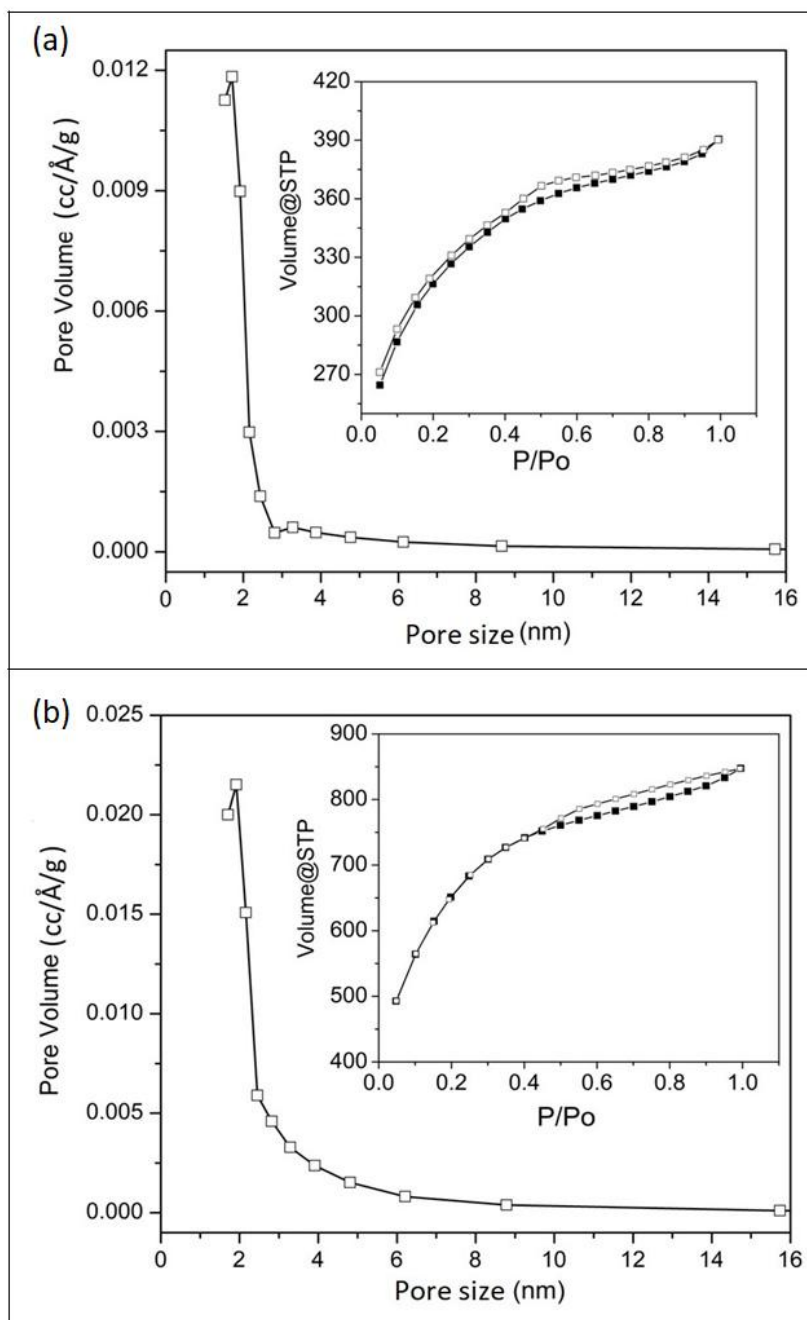 (a)
Pore Volume (cc/Å/g)
0.012
0.009
0.006
0.003
0.000
0 2 4 6 8 10 12 14 16
Pore size (nm)
Volume@STP
420
390
360
330
300
270
0.0 0.2 0.4 0.6 0.8 1.0
P/Po
(b)
Pore Volume (cc/Å/g)
0.025
0.020
0.015
0.010
0.005
0.000
0 2 4 6 8 10 12 14 16
Pore size (nm)
Volume@STP
900
800
700
600
500
400
0.0 0.2 0.4 0.6 0.8 1.0
P/Po